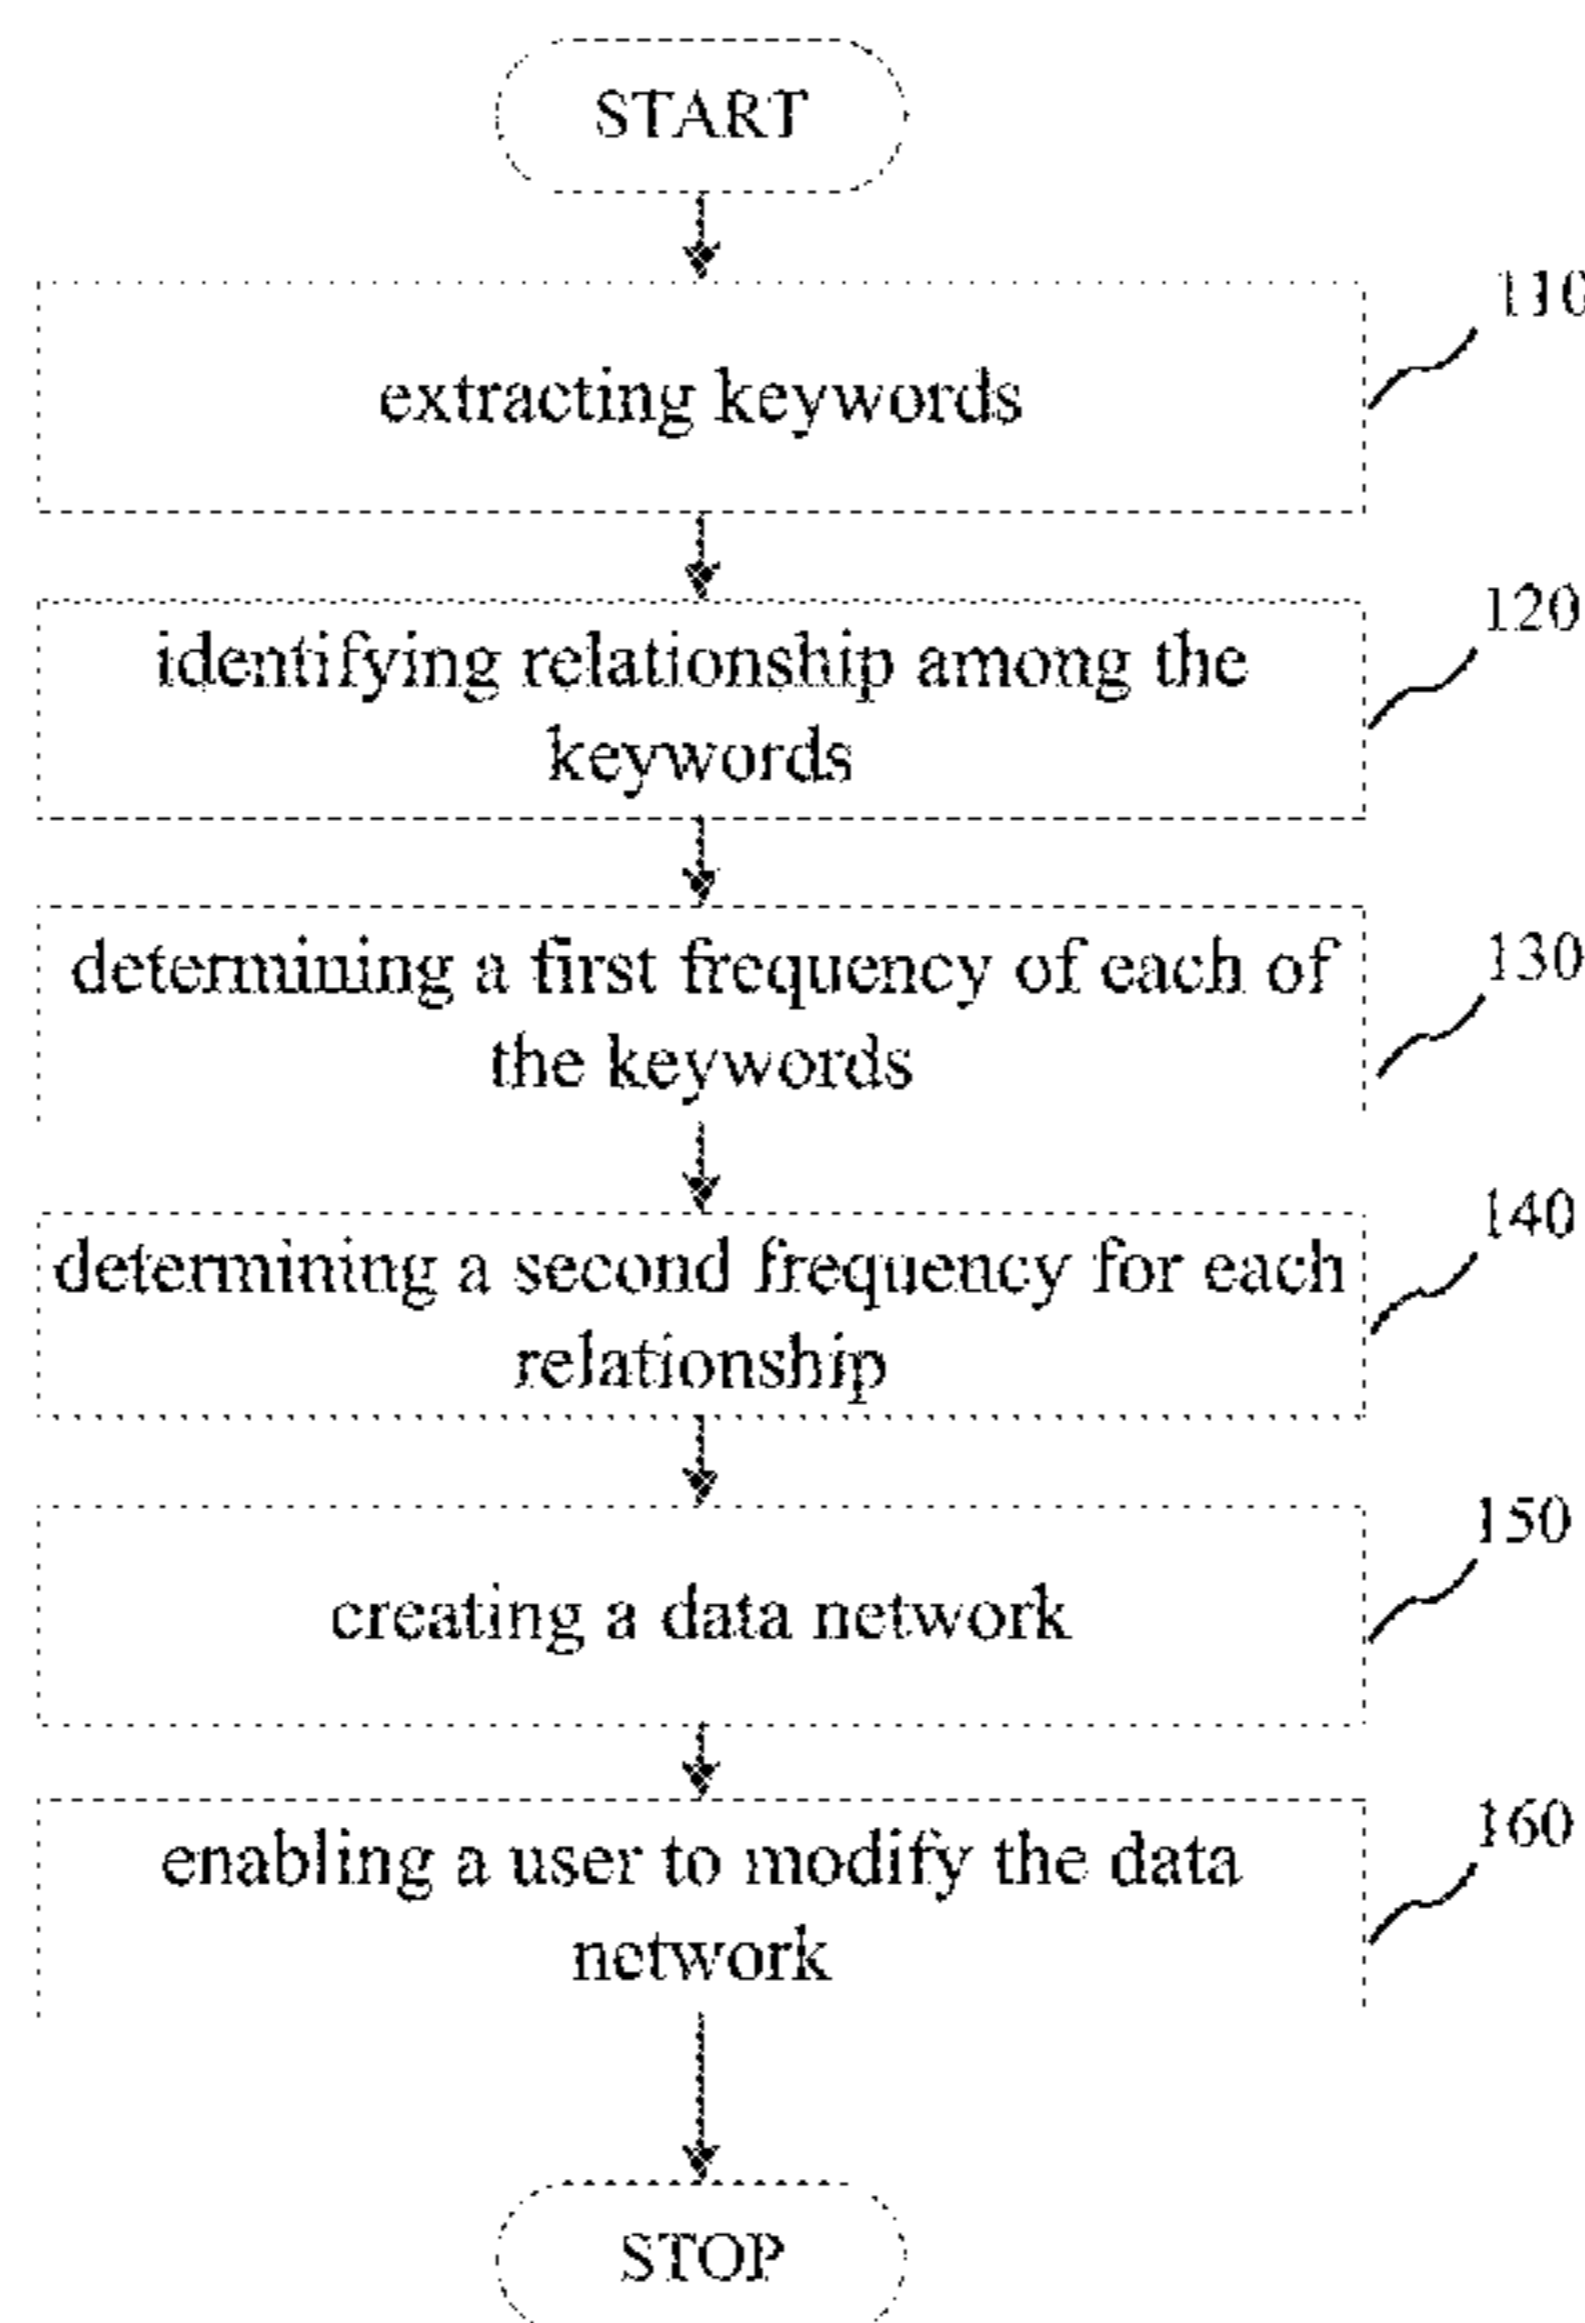 START
110
extracting keywords
120
identifying relationship among the
keywords
130
determining a first frequency of each of
the keywords
140
determining a second frequency for each
relationship
150
creating a data network
160
enabling a user to modify the data
network
STOP